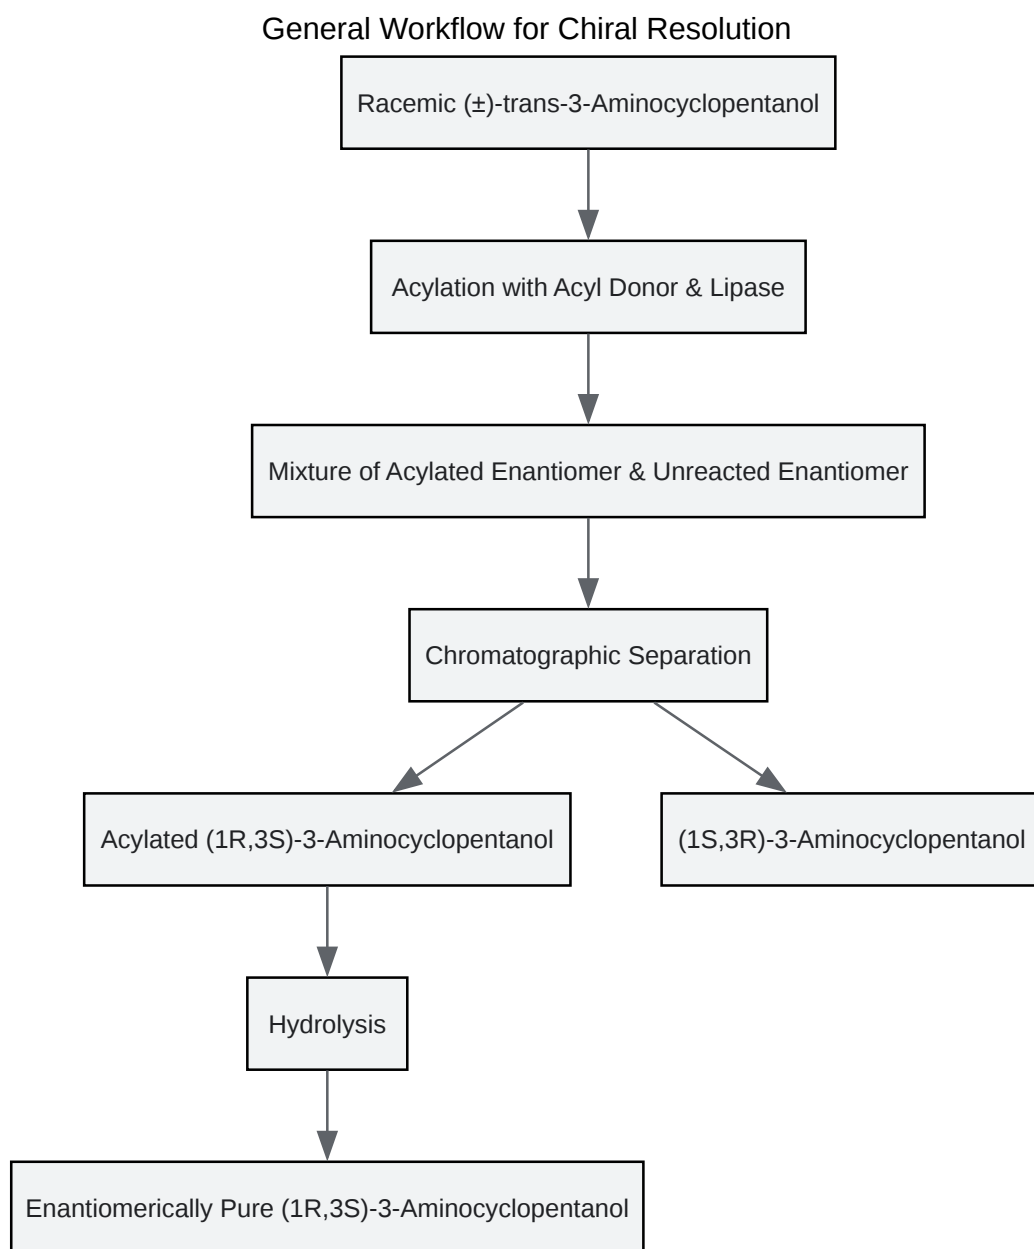 General Workflow for Chiral Resolution
Racemic (±)-trans-3-Aminocyclopentanol
Acylation with Acyl Donor & Lipase
Mixture of Acylated Enantiomer & Unreacted Enantiomer
Chromatographic Separation
Acylated (1R,3S)-3-Aminocyclopentanol
(1S,3R)-3-Aminocyclopentanol
Hydrolysis
Enantiomerically Pure (1R,3S)-3-Aminocyclopentanol